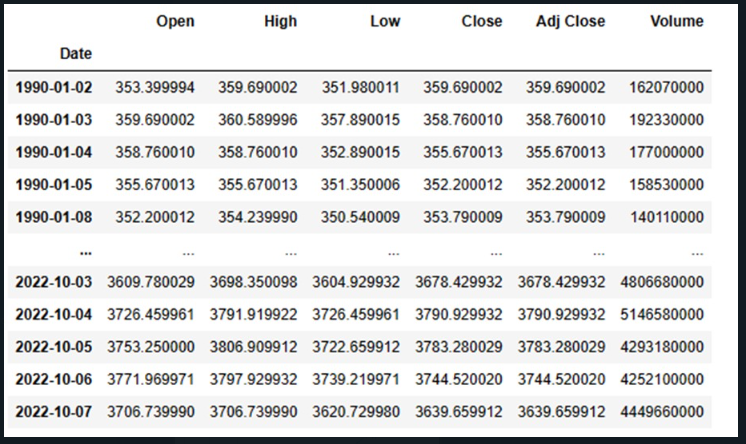 Open High Low Close Adj Close Volume
Date
1990-01-02 353.399994 359.690002 351.980011 359.690002 359.690002 162070000
1990-01-03 359.690002 360.589996 357.890015 358.760010 358.760010 192330000
1990-01-04 358.760010 358.760010 352.890015 355.670013 355.670013 177000000
1990-01-05 355.670013 355.670013 351.350006 352.200012 352.200012 158530000
1990-01-08 352.200012 354.239990 350.540009 353.790009 353.790009 140110000
... ... ... ... ... ... ...
2022-10-03 3609.780029 3698.350098 3604.929932 3678.429932 3678.429932 4806680000
2022-10-04 3726.459961 3791.919922 3726.459961 3790.929932 3790.929932 5146580000
2022-10-05 3753.250000 3806.909912 3722.659912 3783.280029 3783.280029 4293180000
2022-10-06 3771.969971 3797.929932 3739.219971 3744.520020 3744.520020 4252100000
2022-10-07 3706.739990 3706.739990 3620.729980 3639.659912 3639.659912 4449660000